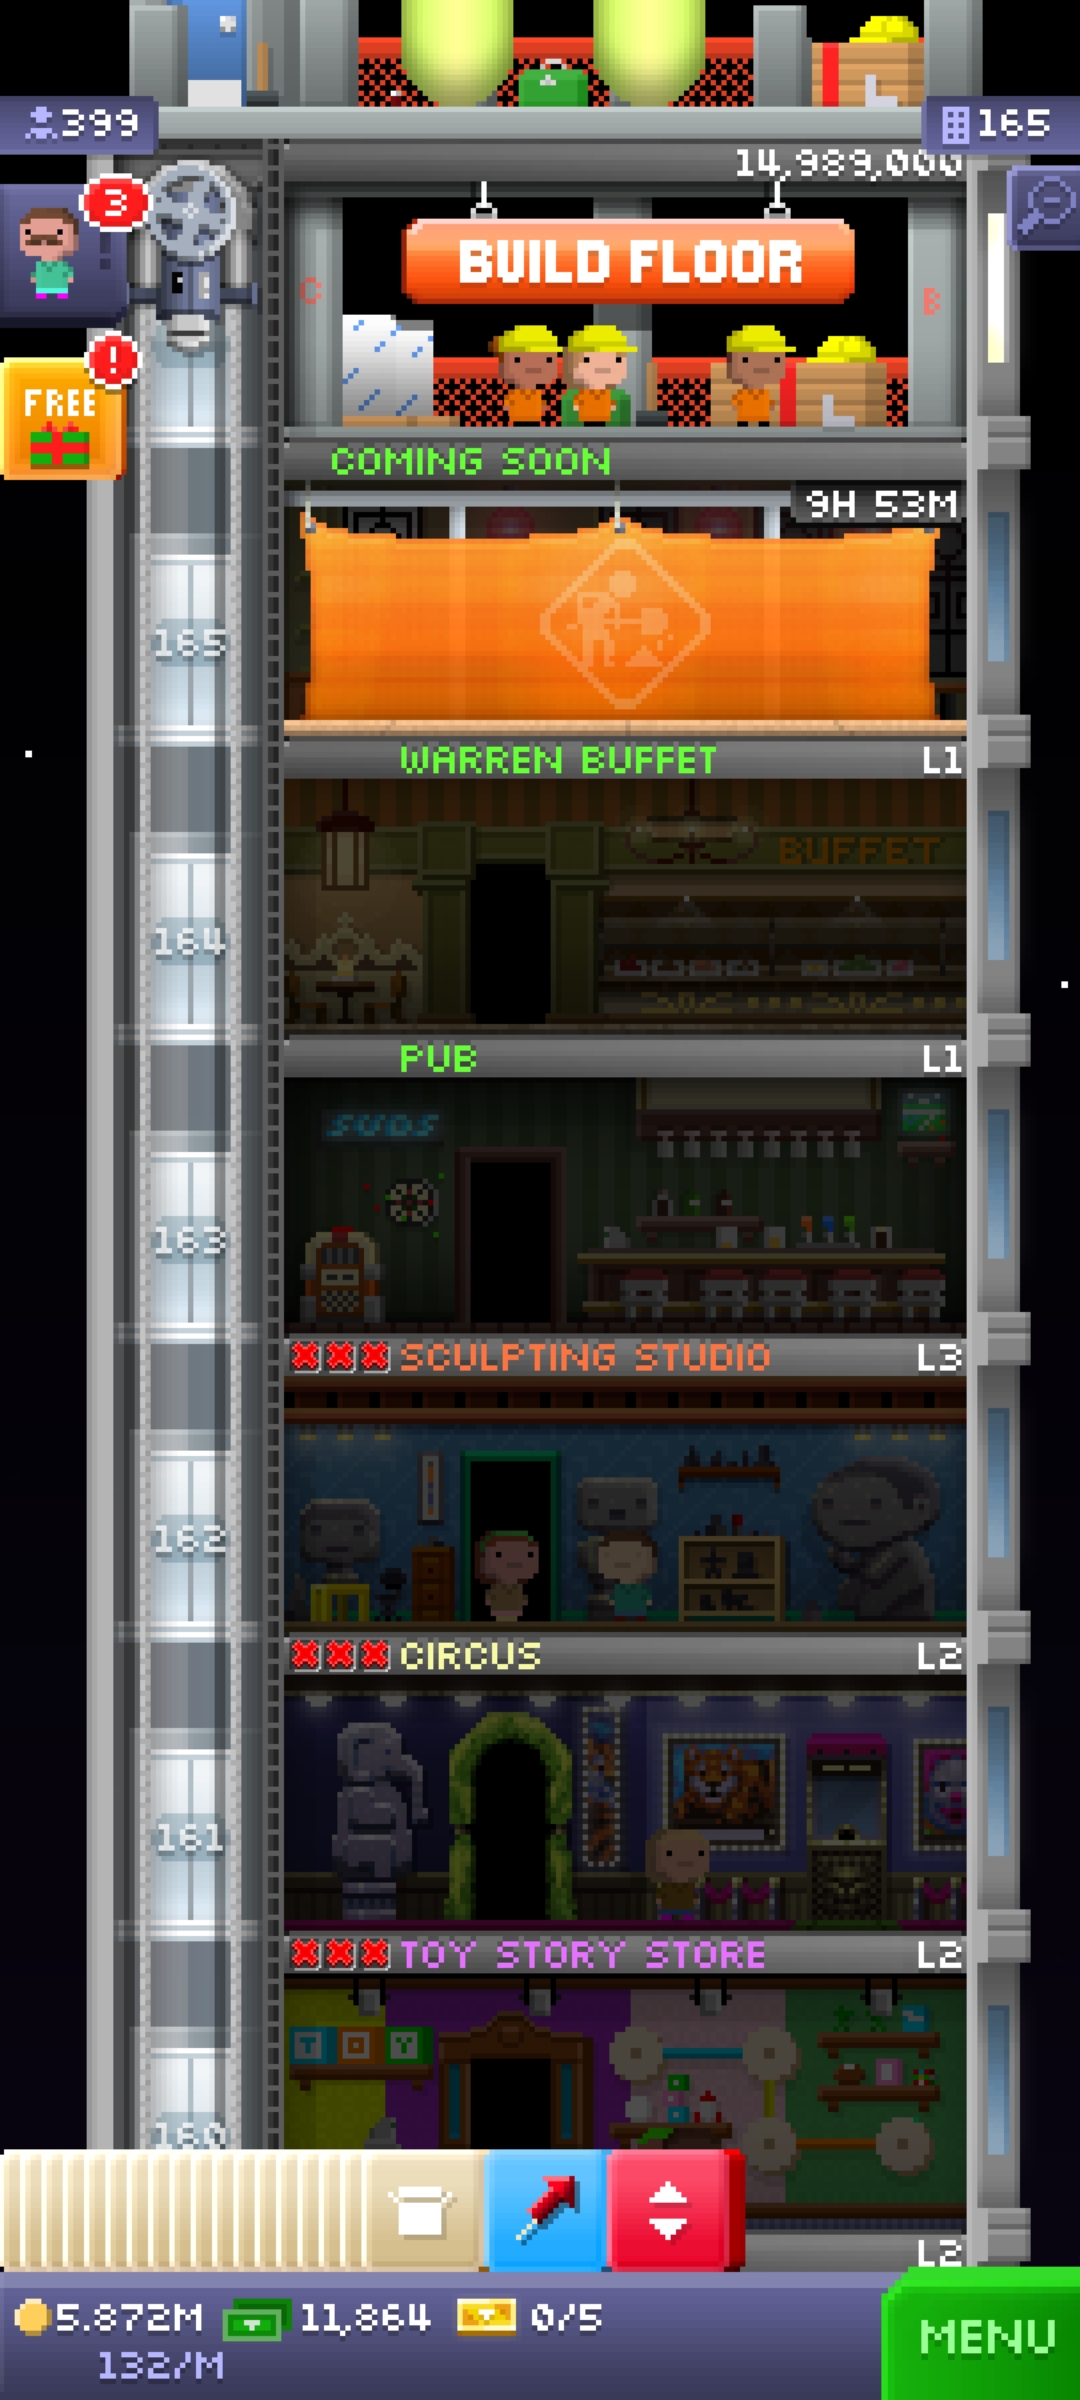 399
165
14,989,000
3
BUILD FLOOR
C
B
!
FREE
COMING SOON
9H 53M
165
WARREN BUFFET L1
BUFFET
164
PUB L1
SUDS
163
SCULPTING STUDIO L3
162
CIRCUS L2
161
TOY STORY STORE L2
TOY
160
L2
5.872M 11,864 0/5
132/M
MENU